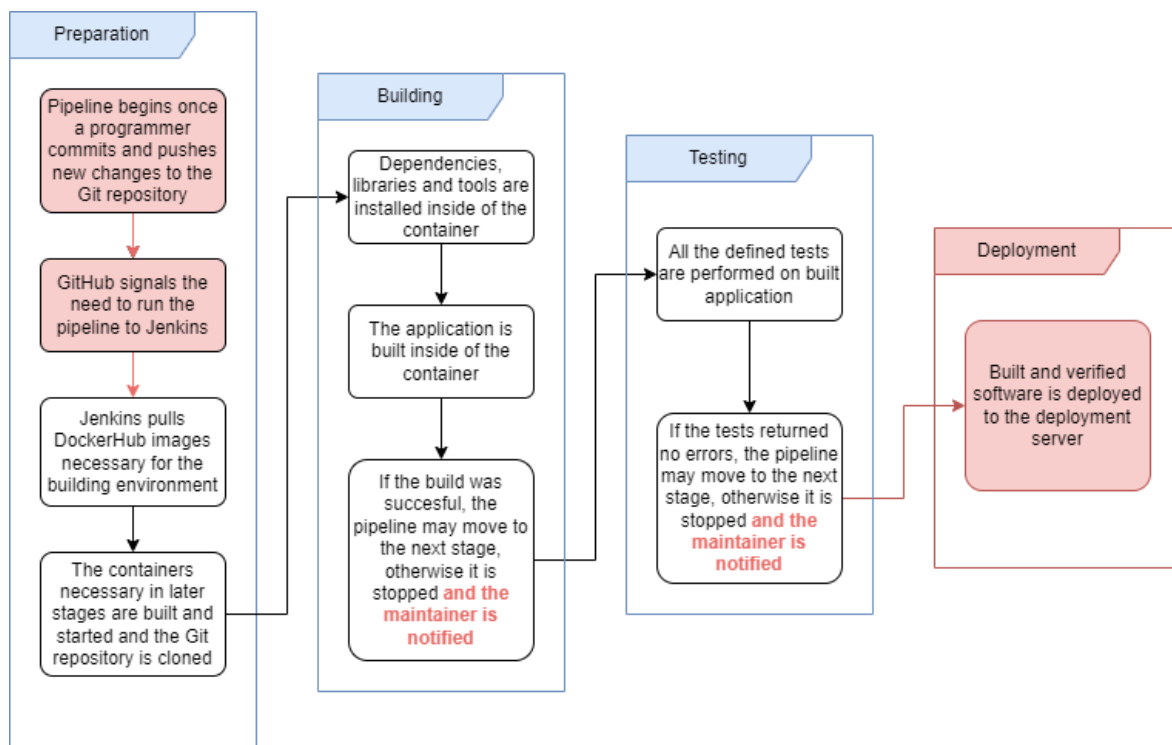 Preparation
Pipeline begins once
a programmer
commits and pushes
new changes to the
Git repository
GitHub signals the
need to run the
pipeline to Jenkins
Jenkins pulls
DockerHub images
necessary for the
building environment
The containers
necessary in later
stages are built and
started and the Git
repository is cloned
Building
Dependencies,
libraries and tools are
installed inside of the
container
The application is
built inside of the
container
If the build was
succesful, the
pipeline may move to
the next stage,
otherwise it is
stopped and the
maintainer is
notified
Testing
All the defined tests
are performed on built
application
If the tests returned
no errors, the pipeline
may move to the next
stage, otherwise it is
stopped and the
maintainer is
notified
Deployment
Built and verified
software is deployed
to the deployment
server